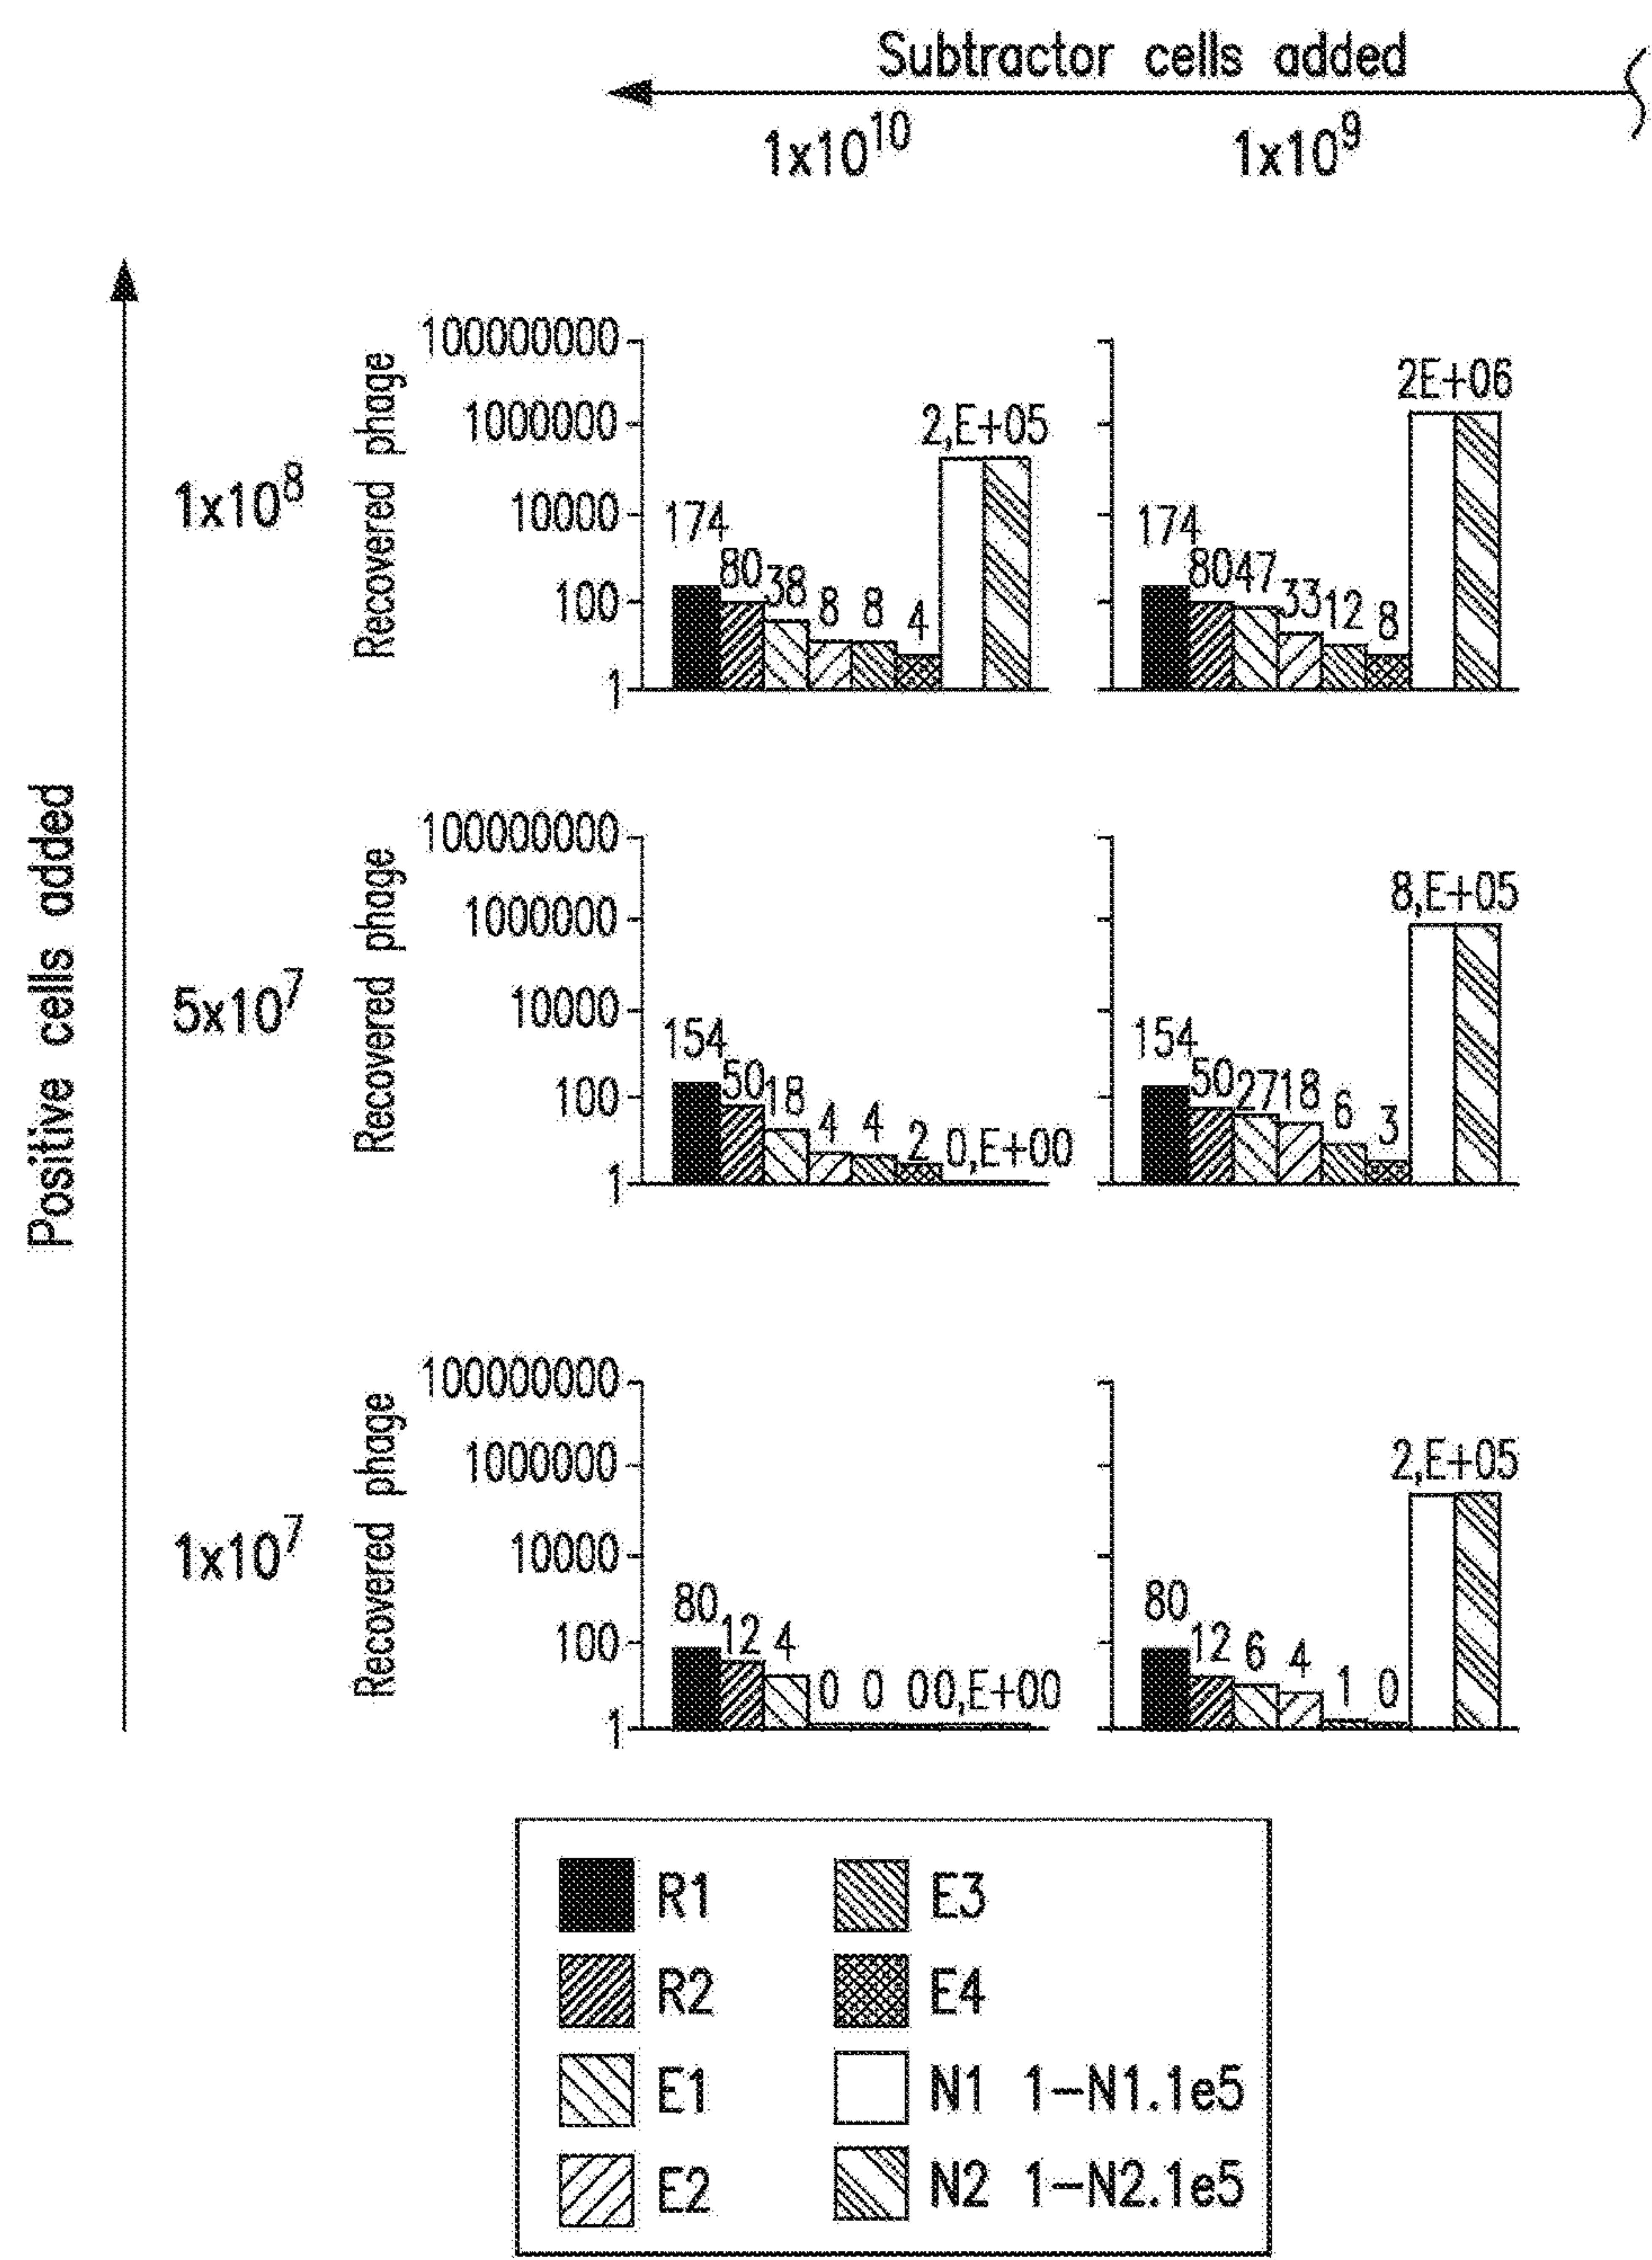 Subtractor cells added
1x10^10 1x10^9
Positive cells added
1x10^8
Recovered phage
100000000
1000000
10000
100
1
174 80 38 8 8 4 2,E+05
174 80 47 33 12 8 2E+06
5x10^7
Recovered phage
100000000
1000000
10000
100
1
154 50 18 4 4 2 0,E+00
154 50 27 18 6 3 8,E+05
1x10^7
Recovered phage
100000000
1000000
10000
100
1
80 12 4 0 0 0 0,E+00
80 12 6 4 1 0 2,E+05
R1 E3
R2 E4
E1 N1 1-N1.1e5
E2 N2 1-N2.1e5